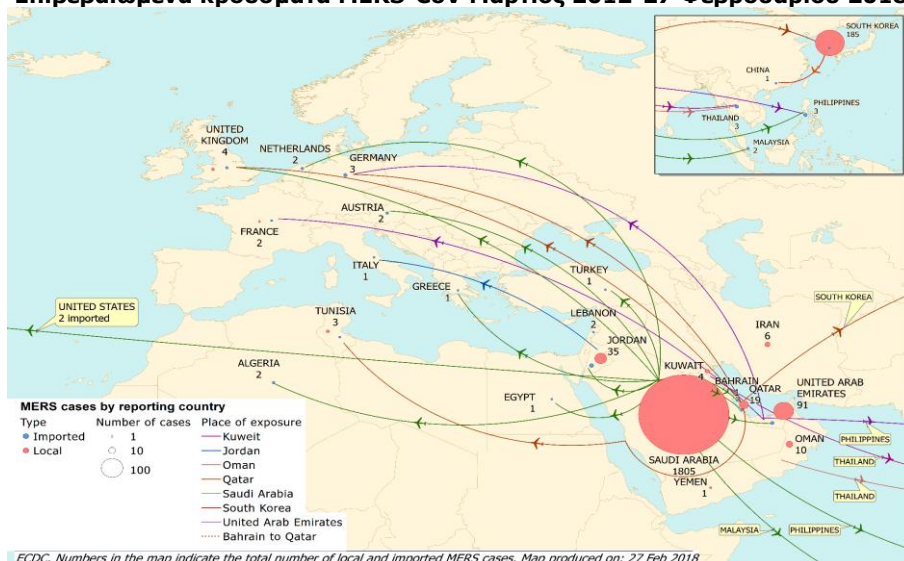 Επιβεβαιωμένα κρούσματα MERS-CoV Μάρτιος 2012-27 Φεβρουάριου 2018
SOUTH KOREA
185
CHINA
1
PHILIPPINES
3
THAILAND
3
MALAYSIA
2
UNITED
KINGDOM
4
NETHERLANDS
2
GERMANY
3
AUSTRIA
2
FRANCE
2
ITALY
1
GREECE
1
TURKEY
1
SOUTH KOREA
UNITED STATES
2 imported
TUNISIA
3
LEBANON
2
JORDAN
35
IRAN
6
ALGERIA
2
KUWAIT
4
BAHRAIN
1
QATAR
19
UNITED ARAB
EMIRATES
91
EGYPT
1
OMAN
10
PHILIPPINES
THAILAND
THAILAND
SAUDI ARABIA
1805
YEMEN
1
MALAYSIA
PHILIPPINES
MERS cases by reporting country
Type
Imported
Local
Number of cases
1
10
100
Place of exposure
Kuweit
Jordan
Oman
Qatar
Saudi Arabia
South Korea
United Arab Emirates
Bahrain to Qatar
ECDC. Numbers in the map indicate the total number of local and imported MERS cases. Map produced on: 27 Feb 2018